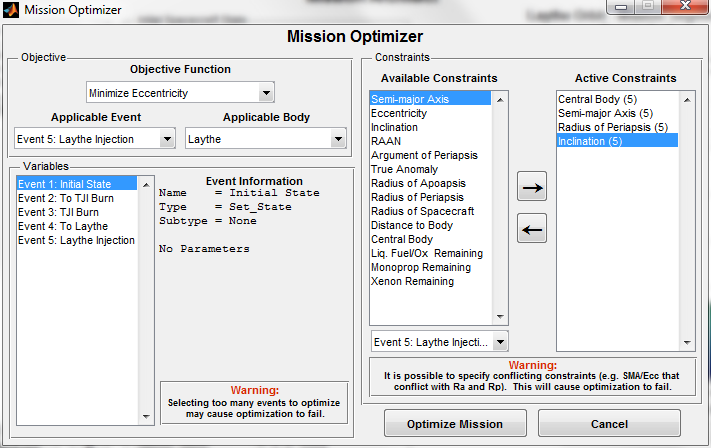 Mission Optimizer
Mission Optimizer
Objective
Objective Function
Minimize Eccentricity
Applicable Event
Applicable Body
Event 5: Laythe Injection
Laythe
Variables
Event 1: Initial State
Event 2: To TJI Burn
Event 3: TJI Burn
Event 4: To Laythe
Event 5: Laythe Injection
Event Information
Name = Initial State
Type = Set_State
Subtype = None
No Parameters
Warning:
Selecting too many events to optimize
may cause optimization to fail.
Constraints
Available Constraints
Semi-major Axis
Eccentricity
Inclination
RAAN
Argument of Periapsis
True Anomaly
Radius of Apoapsis
Radius of Periapsis
Radius of Spacecraft
Distance to Body
Central Body
Liq. Fuel/Ox Remaining
Monoprop Remaining
Xenon Remaining
Event 5: Laythe Injecti...
Active Constraints
Central Body (5)
Semi-major Axis (5)
Radius of Periapsis (5)
Inclination (5)
Warning:
It is possible to specify conflicting constraints (e.g. SMA/Ecc that
conflict with Ra and Rp). This will cause optimization to fail.
Optimize Mission
Cancel